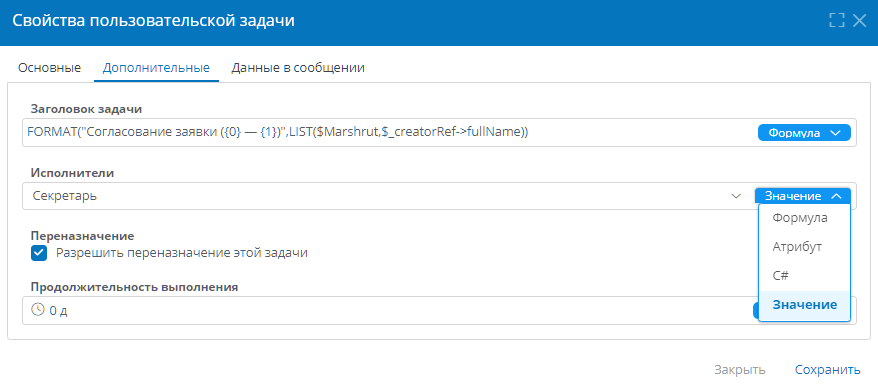 Свойства пользовательской задачи
Основные Дополнительные Данные в сообщении
Заголовок задачи
FORMAT("Согласование заявки ({0} — {1})",LIST($Marshrut,$_creatorRef->fullName)) Формула
Исполнители
Секретарь Значение
Формула
Переназначение
Разрешить переназначение этой задачи Атрибут
C#
Продолжительность выполнения
0 д Значение
Закрыть Сохранить